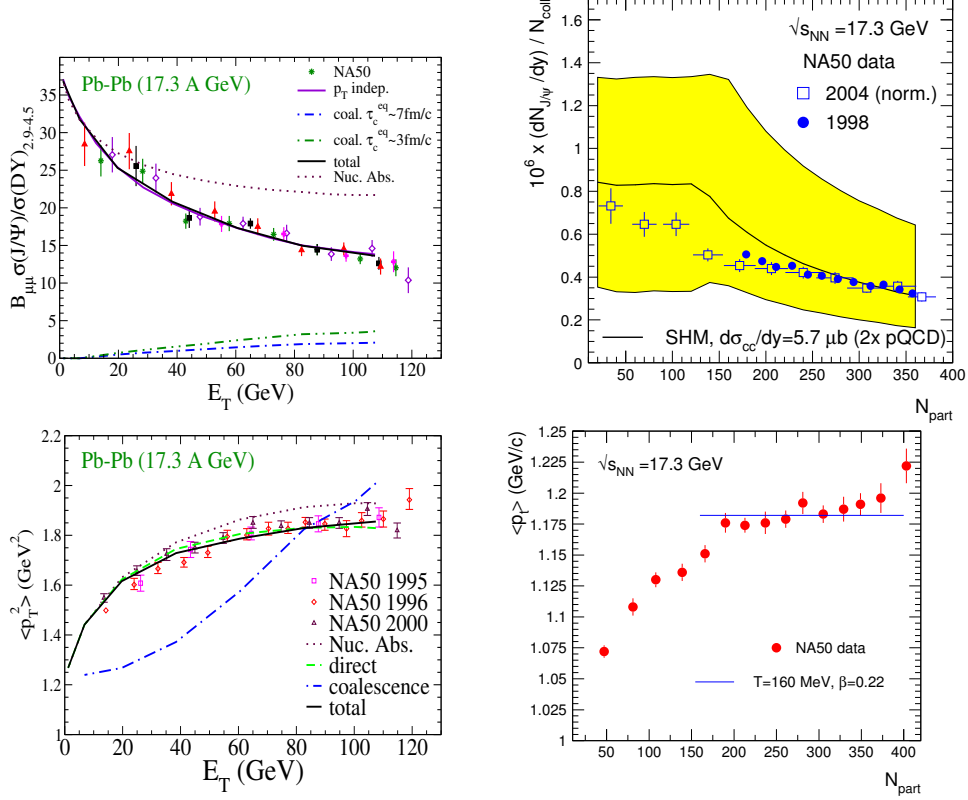 Pb-Pb (17.3 A GeV)
NA50
p_T indep.
coal. τ_c^eq~7fm/c
coal. τ_c^eq~3fm/c
total
Nuc. Abs.
B_μμ σ(J/Ψ)/σ(DY)_2.9-4.5
40
35
30
25
20
15
10
5
0
0 20 40 60 80 100 120
E_T (GeV)
√s_NN =17.3 GeV
NA50 data
2004 (norm.)
1998
SHM, dσ_cc/dy=5.7 μb (2x pQCD)
10^6 x (dN_J/ψ /dy) / N_coll
1.6
1.4
1.2
1
0.8
0.6
0.4
0.2
0
50 100 150 200 250 300 350 400
N_part
Pb-Pb (17.3 A GeV)
NA50 1995
NA50 1996
NA50 2000
Nuc. Abs.
direct
coalescence
total
<p_T^2> (GeV^2)
2.2
2
1.8
1.6
1.4
1.2
1
0 20 40 60 80 100 120
E_T (GeV)
√s_NN =17.3 GeV
NA50 data
T=160 MeV, β=0.22
<p_t> (GeV/c)
1.25
1.225
1.2
1.175
1.15
1.125
1.1
1.075
1.05
1.025
1
50 100 150 200 250 300 350 400
N_part